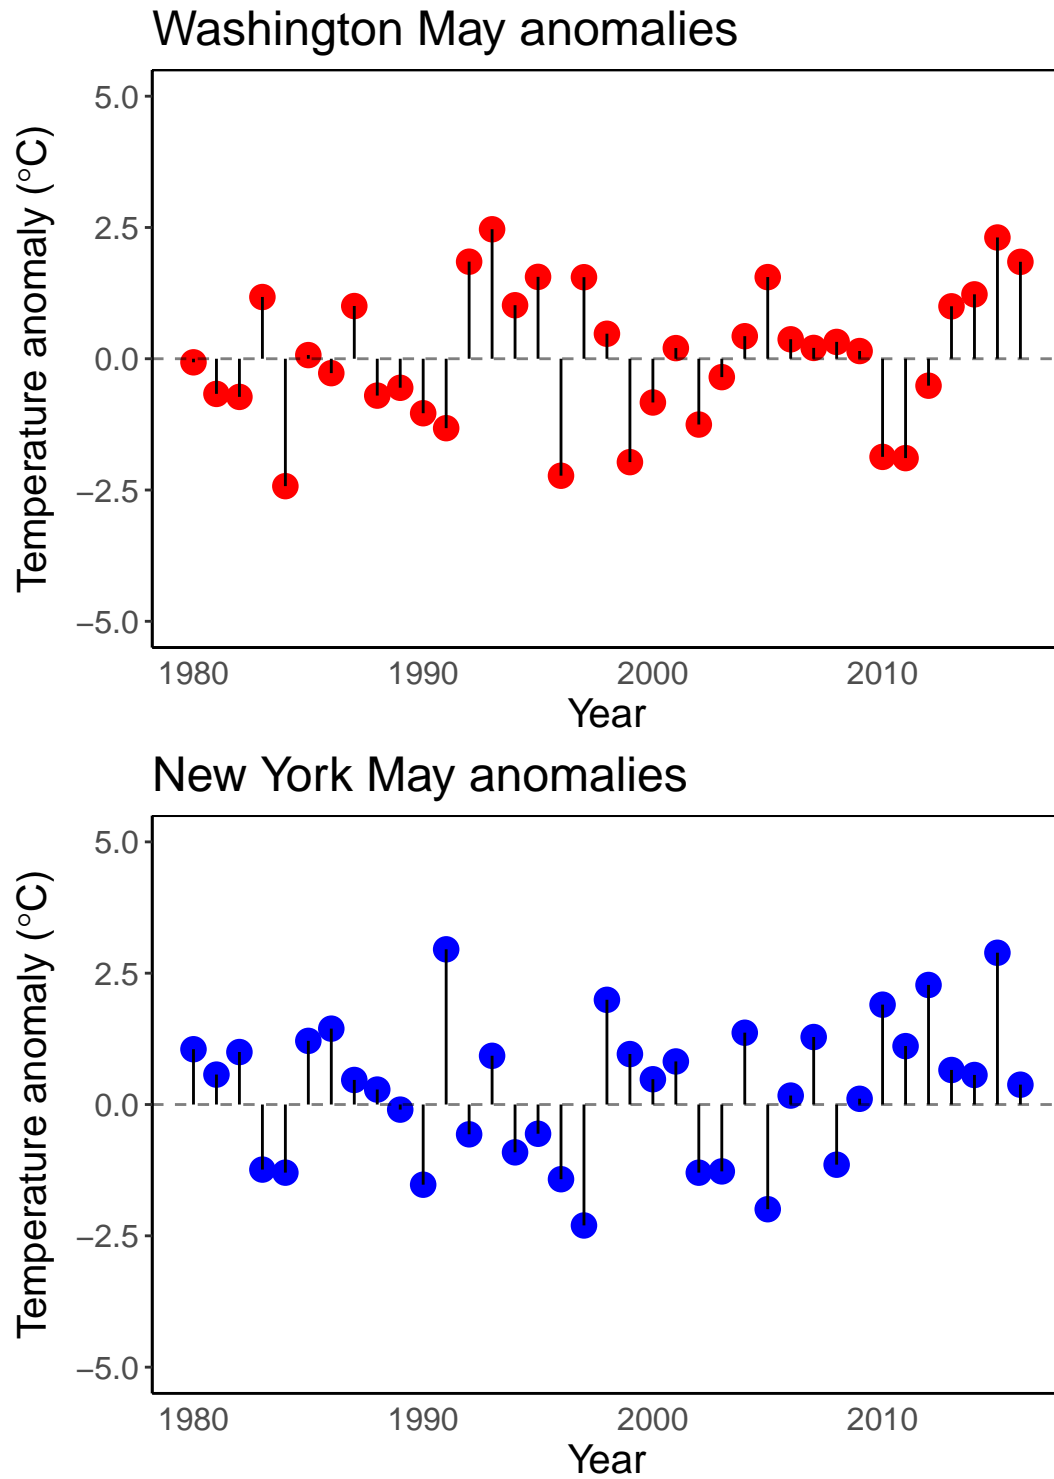 Washington May anomalies
Temperature anomaly (°C)
5.0
2.5
0.0
−2.5
−5.0
1980 1990 2000 2010
Year
New York May anomalies
Temperature anomaly (°C)
5.0
2.5
0.0
−2.5
−5.0
1980 1990 2000 2010
Year